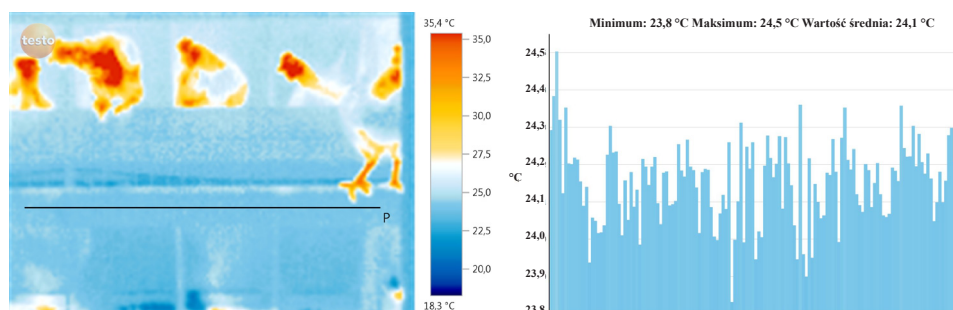 testo
35,4 °C
35,0
32,5
30,0
27,5
25,0
22,5
20,0
18,3 °C
P
Minimum: 23,8 °C Maksimum: 24,5 °C Wartość średnia: 24,1 °C
24,5
24,4
24,3
24,2
°C
24,1
24,0
23,9
23,8